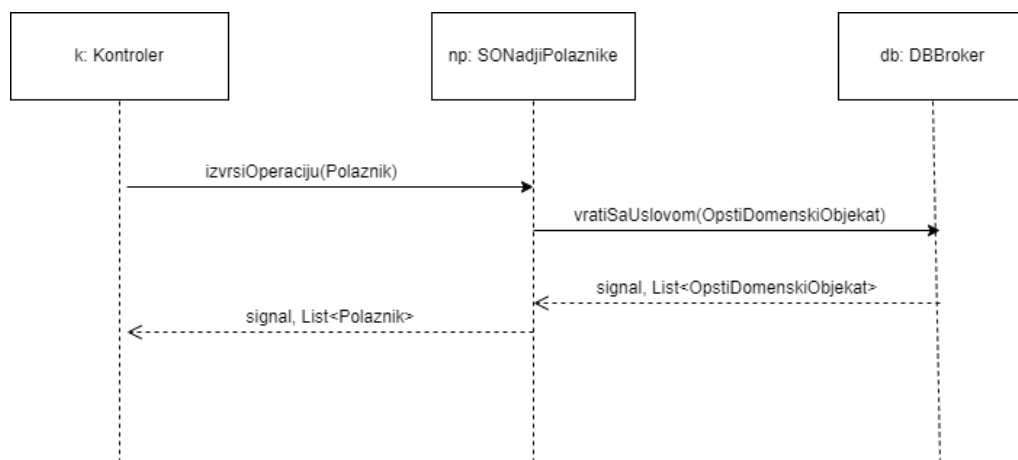 k: Kontroler
np: SONadjiPolaznike
db: DBBroker
izvrsiOperaciju(Polaznik)
vratiSaUslovom(OpstiDomenskiObjekat)
signal, List<OpstiDomenskiObjekat>
signal, List<Polaznik>